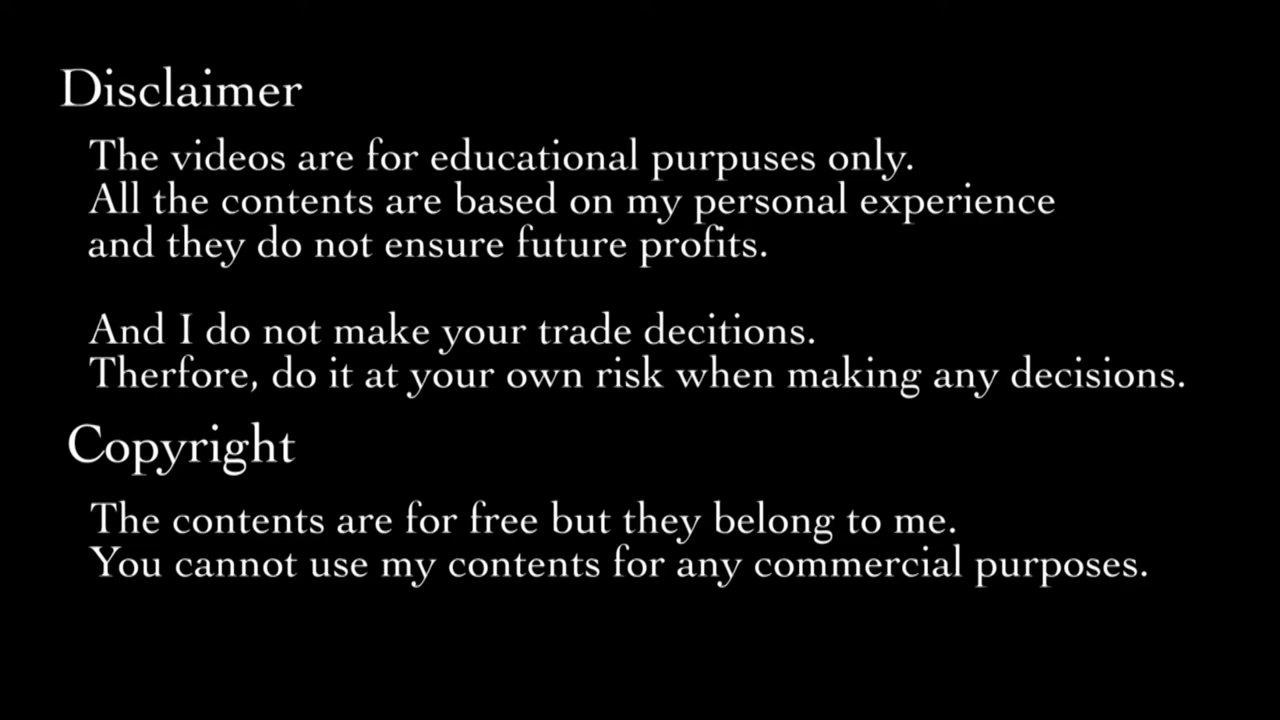 Disclaimer
The videos are for educational purpuses only.
All the contents are based on my personal experience
and they do not ensure future profits.
And I do not make your trade decitions.
Therfore, do it at your own risk when making any decisions.
Copyright
The contents are for free but they belong to me.
You cannot use my contents for any commercial purposes.